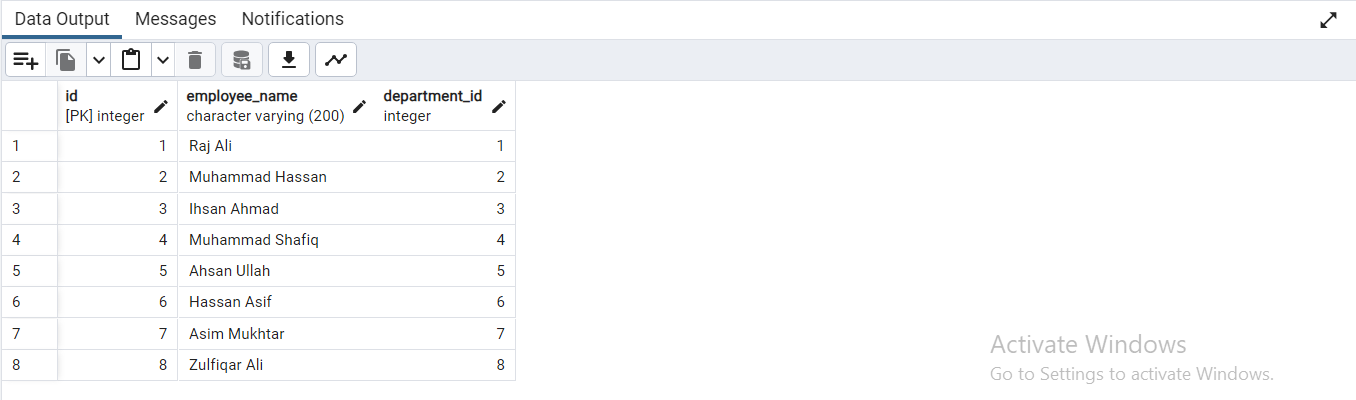 Data Output Messages Notifications
id employee_name department_id
[PK] integer character varying (200) integer
1 1 Raj Ali 1
2 2 Muhammad Hassan 2
3 3 Ihsan Ahmad 3
4 4 Muhammad Shafiq 4
5 5 Ahsan Ullah 5
6 6 Hassan Asif 6
7 7 Asim Mukhtar 7
8 8 Zulfiqar Ali 8
Activate Windows
Go to Settings to activate Windows.